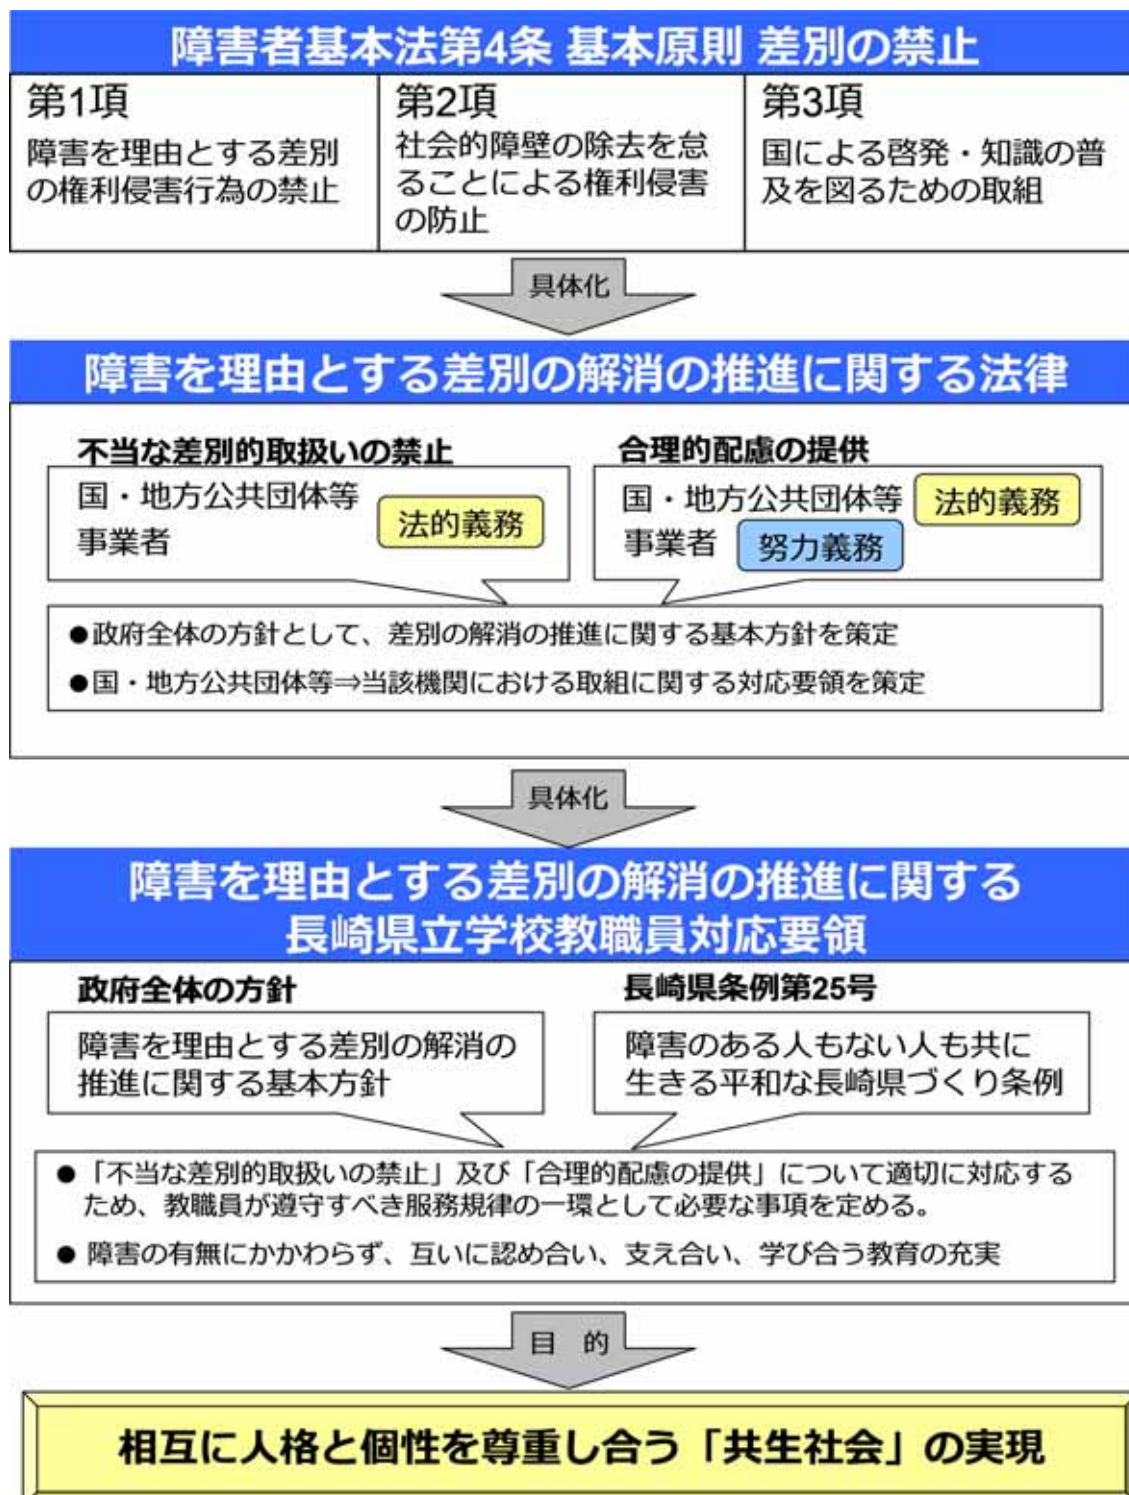 障害者基本法第4条 基本原則 差別の禁止
第1項
障害を理由とする差別
の権利侵害行為の禁止
第2項
社会的障壁の除去を怠
ることによる権利侵害
の防止
第3項
国による啓発・知識の普
及を図るための取組
具体化
障害を理由とする差別の解消の推進に関する法律
不当な差別的取扱いの禁止
国・地方公共団体等
事業者
法的義務
合理的配慮の提供
国・地方公共団体等
法的義務
事業者
努力義務
●政府全体の方針として、差別の解消の推進に関する基本方針を策定
●国・地方公共団体等⇒当該機関における取組に関する対応要領を策定
具体化
障害を理由とする差別の解消の推進に関する
長崎県立学校教職員対応要領
政府全体の方針
障害を理由とする差別の解消の
推進に関する基本方針
長崎県条例第25号
障害のある人もない人も共に
生きる平和な長崎県づくり条例
● 「不当な差別的取扱いの禁止」及び「合理的配慮の提供」について適切に対応する
ため、教職員が遵守すべき服務規律の一環として必要な事項を定める。
● 障害の有無にかかわらず、互いに認め合い、支え合い、学び合う教育の充実
目 的
相互に人格と個性を尊重し合う「共生社会」の実現